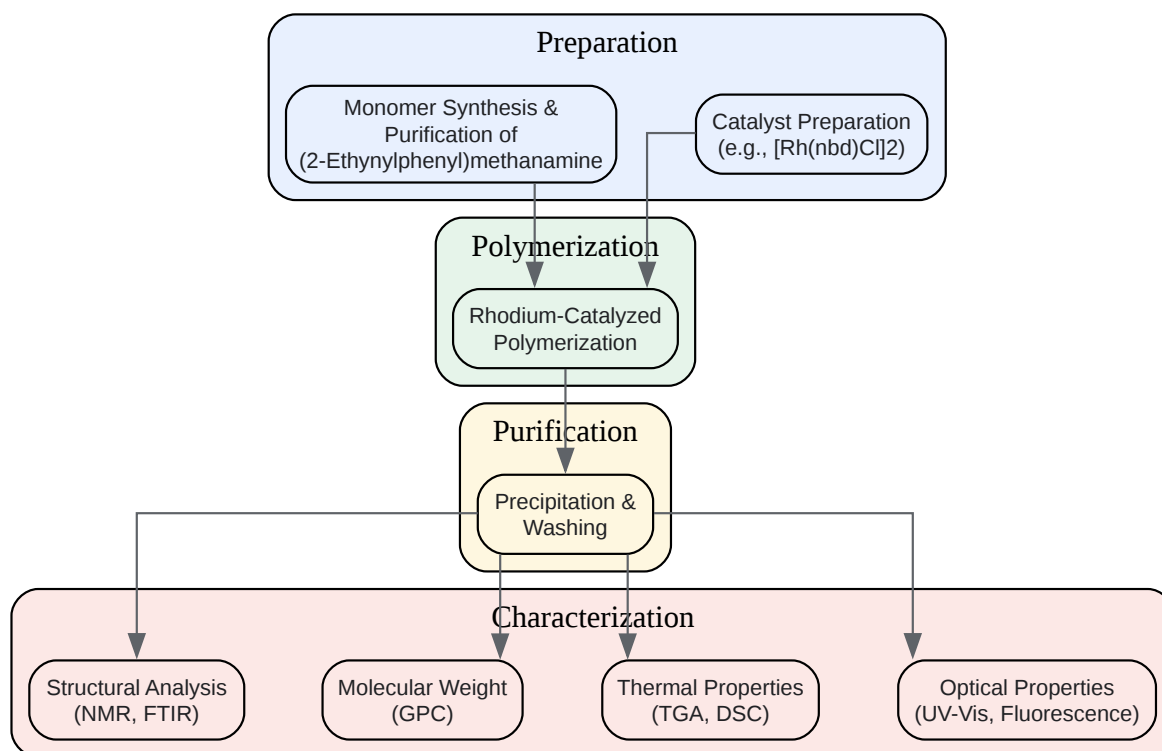 Preparation
Monomer Synthesis &
Purification of
(2-Ethynylphenyl)methanamine
Catalyst Preparation
(e.g., [Rh(nbd)Cl]2)
Polymerization
Rhodium-Catalyzed
Polymerization
Purification
Precipitation &
Washing
Characterization
Structural Analysis
(NMR, FTIR)
Molecular Weight
(GPC)
Thermal Properties
(TGA, DSC)
Optical Properties
(UV-Vis, Fluorescence)